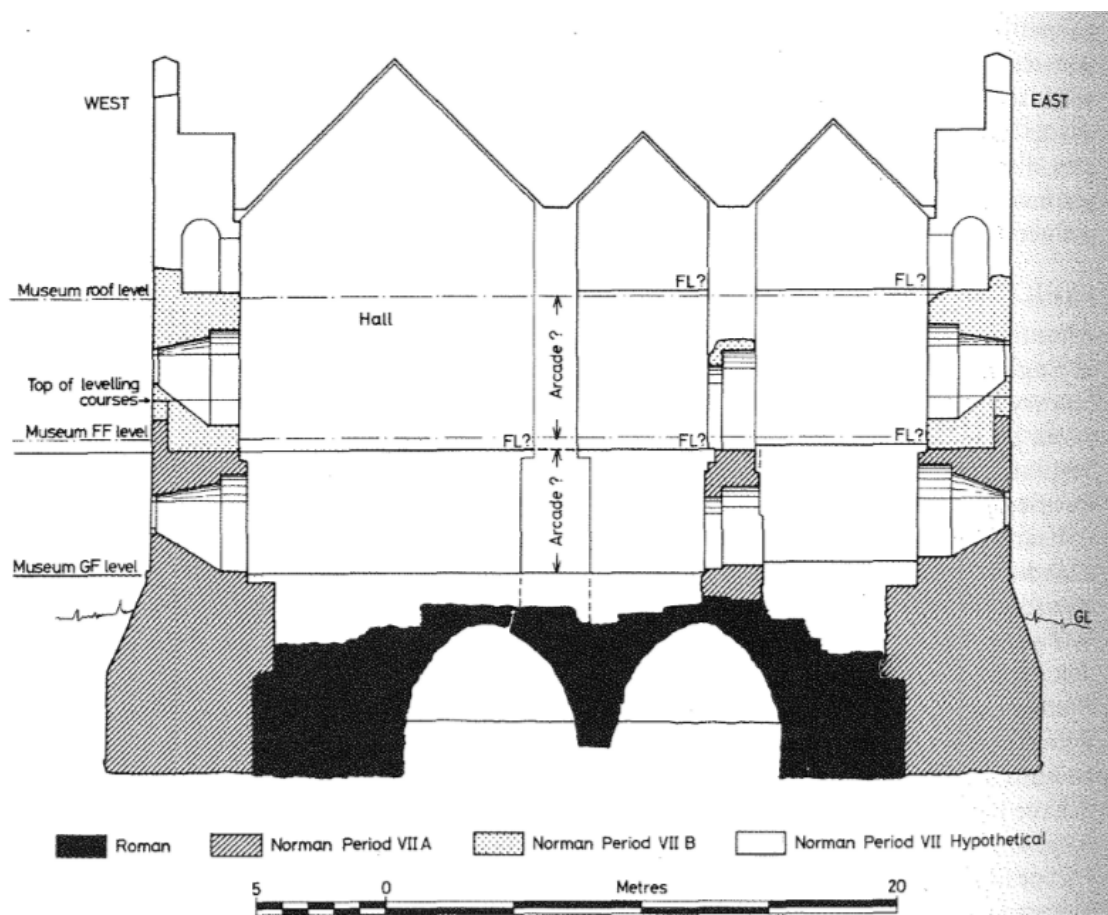 WEST
EAST
Museum roof level
FL?
FL?
Hall
Arcade ?
Top of levelling
courses
Museum FF level
FL?
FL?
FL?
Arcade ?
Museum GF level
GL
Roman
Norman Period VII A
Norman Period VII B
Norman Period VII Hypothetical
5
0
Metres
20